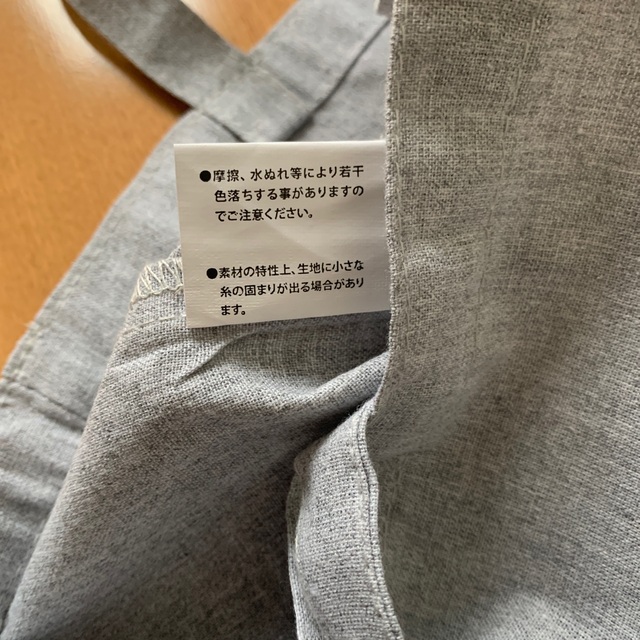 ●摩擦、水ぬれ等により若干
色落ちする事がありますの
でご注意ください。
●素材の特性上、生地に小さな
糸の固まりが出る場合があり
ます。